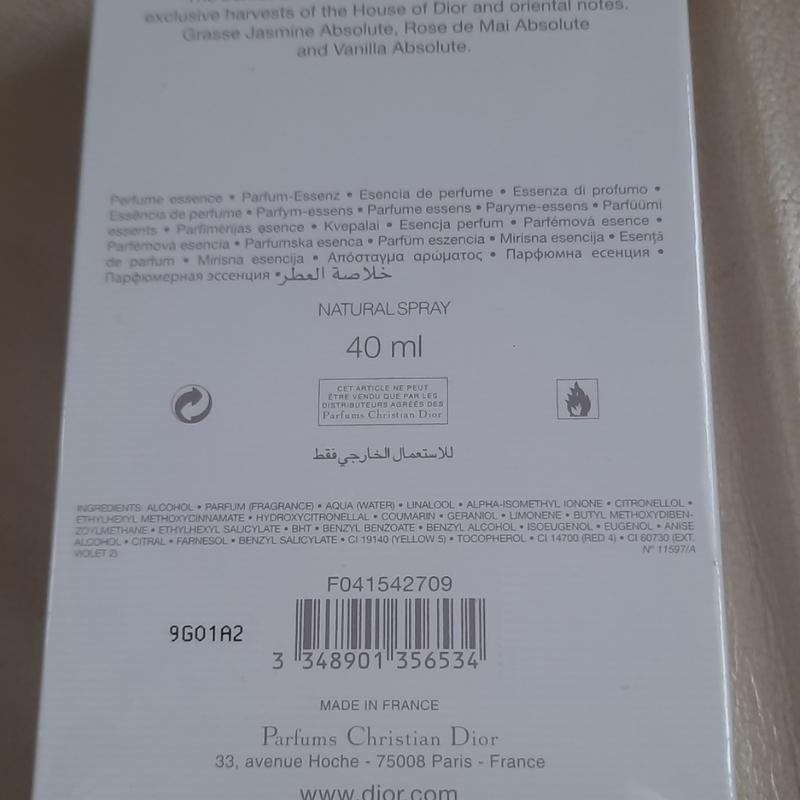 exclusive harvests of the House of Dior and oriental notes.
Grasse Jasmine Absolute, Rose de Mai Absolute
and Vanilla Absolute.
Perfume essence • Parfum-Essenz • Esencia de perfume • Essenza di profumo •
Essência de perfume • Parfym-essens • Parfume essens • Paryme-essens • Parfüümi
essents • Parfimērijas esence • Kvepalai • Esencja perfum • Parfémová esence •
Parfémová esencia • Parfumska esenca • Parfüm eszencia • Mirisna esencija • Esență
de parfum • Mirisna esencija • Απόσταγμα αρώματος • Парфюмна есенция •
Парфюмерная эссенция • خلاصة العطر
NATURAL SPRAY
40 ml
CET ARTICLE NE PEUT
ÊTRE VENDU QUE PAR LES
DISTRIBUTEURS AGRÉÉS DES
Parfums Christian Dior
للاستعمال الخارجي فقط
INGREDIENTS: ALCOHOL • PARFUM (FRAGRANCE) • AQUA (WATER) • LINALOOL • ALPHA-ISOMETHYL IONONE • CITRONELLOL •
ETHYLHEXYL METHOXYCINNAMATE • HYDROXYCITRONELLAL • COUMARIN • GERANIOL • LIMONENE • BUTYL METHOXYDIBEN-
ZOYLMETHANE • ETHYLHEXYL SALICYLATE • BHT • BENZYL BENZOATE • BENZYL ALCOHOL • ISOEUGENOL • EUGENOL • ANISE
ALCOHOL • CITRAL • FARNESOL • BENZYL SALICYLATE • CI 19140 (YELLOW 5) • TOCOPHEROL • CI 14700 (RED 4) • CI 60730 (EXT.
VIOLET 2)
N° 11597/A
F041542709
9G01A2
3 348901 356534
MADE IN FRANCE
Parfums Christian Dior
33, avenue Hoche - 75008 Paris - France
www.dior.com